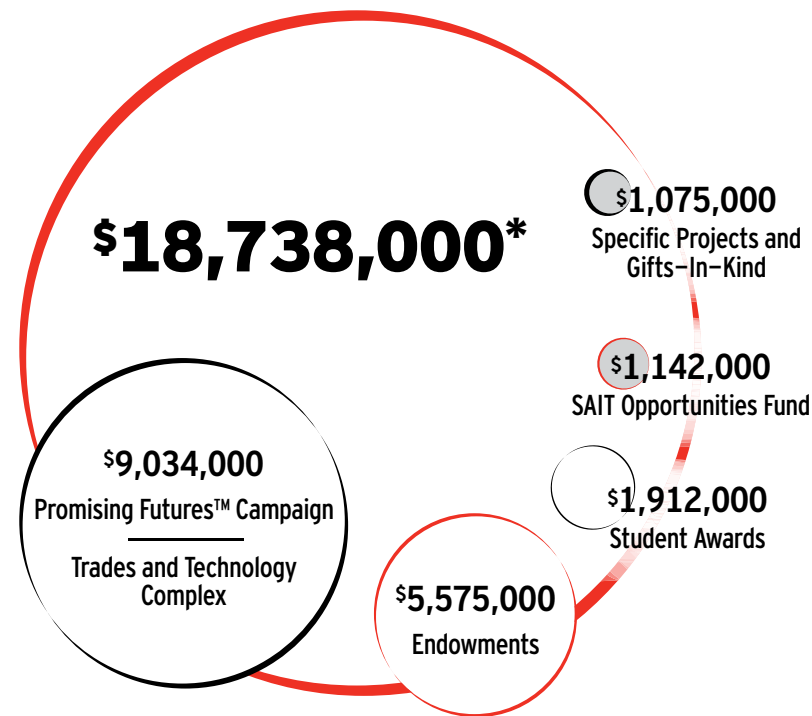 $18,738,000*
$1,075,000
Specific Projects and
Gifts–In–Kind
$1,142,000
SAIT Opportunities Fund
$1,912,000
Student Awards
$5,575,000
Endowments
$9,034,000
Promising Futures™ Campaign
Trades and Technology
Complex